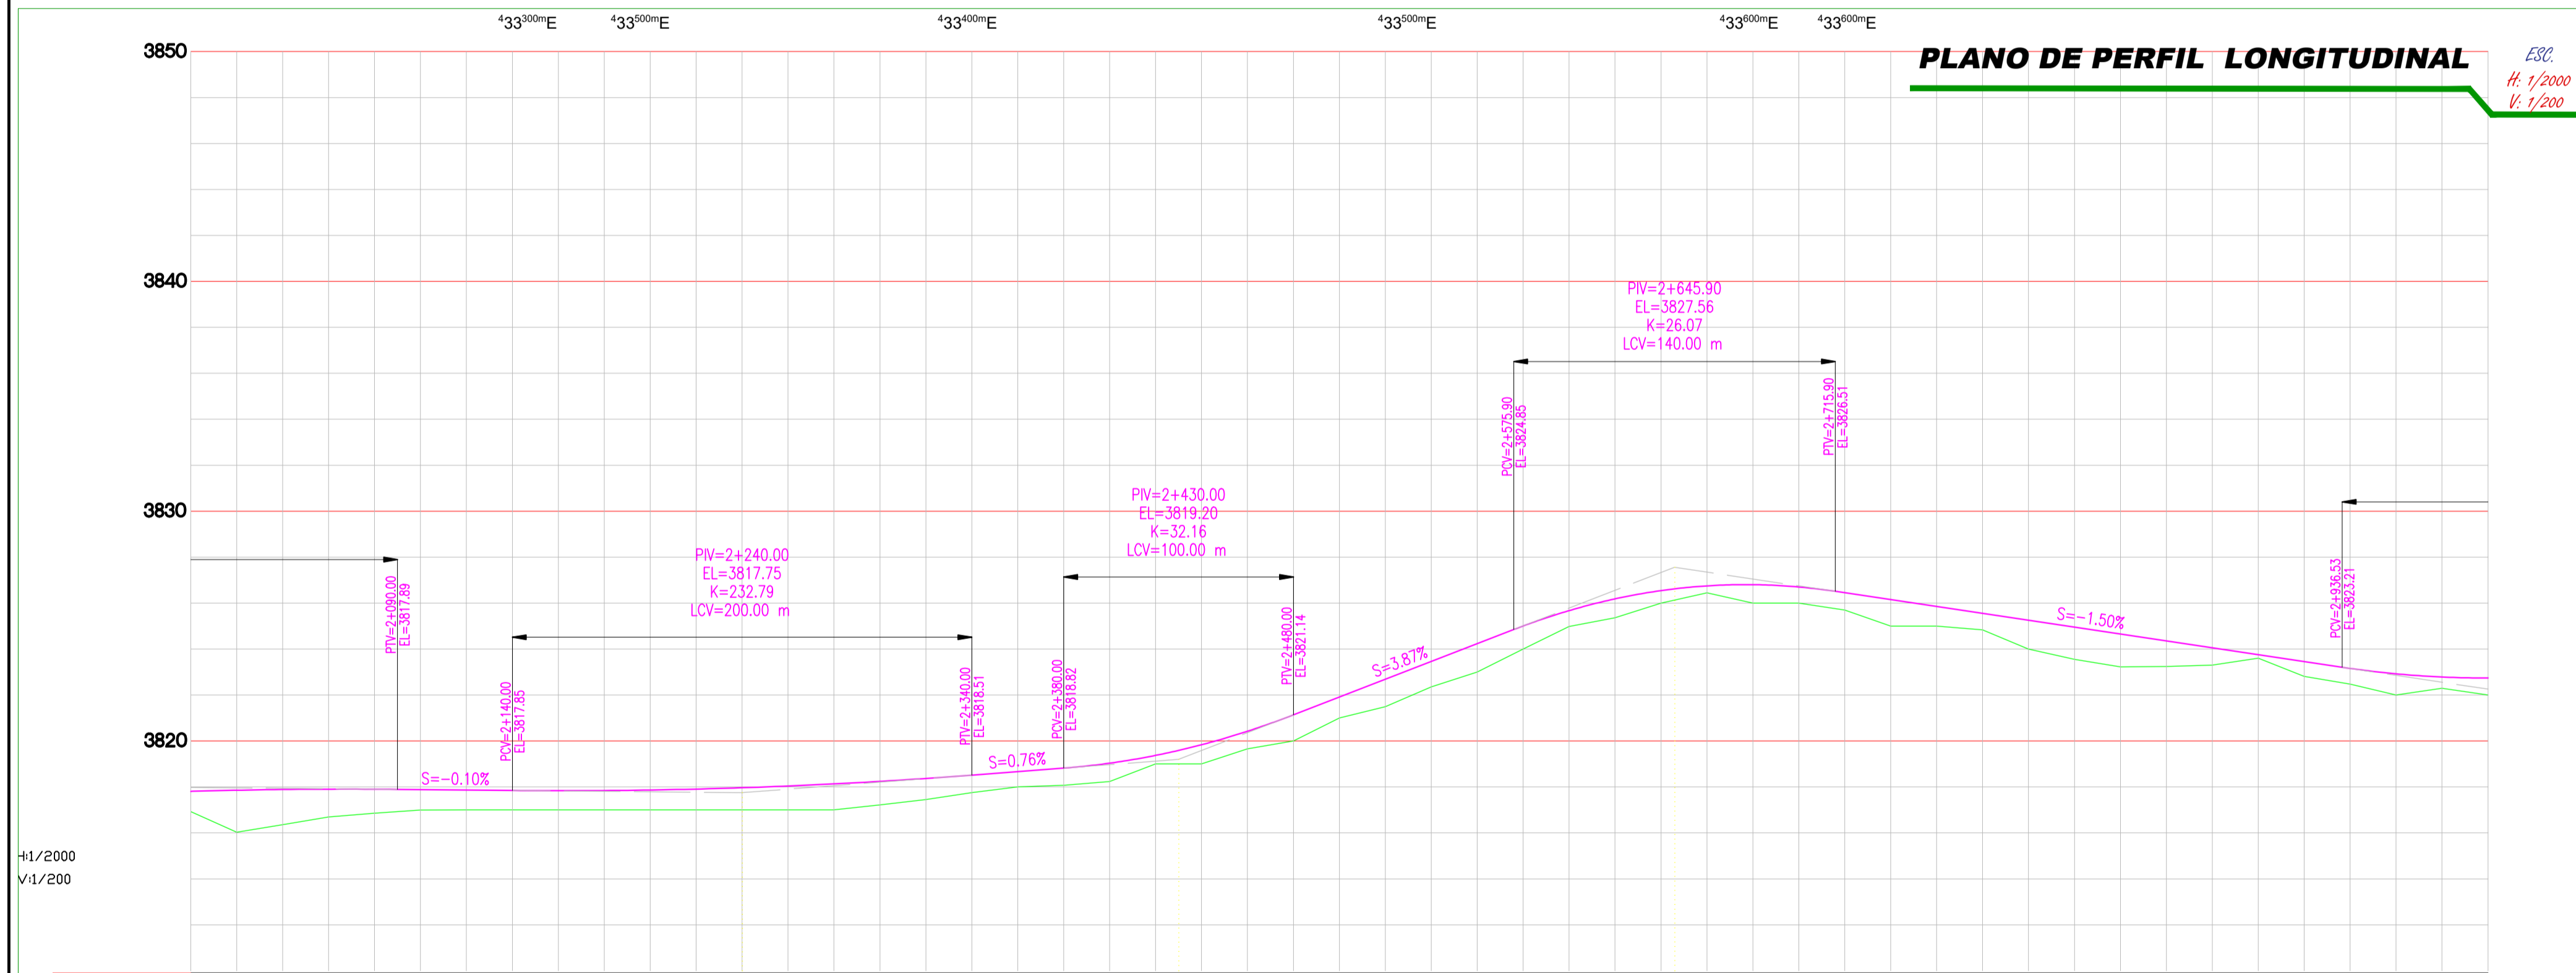 433300mE 433500mE 433400mE 433500mE 433600mE 433600mE
PLANO DE PERFIL LONGITUDINAL
ESC.
H: 1/2000
V: 1/200
3850
3840
3830
3820
PTV=2+090.00
EL=3817.89
S=-0.10%
PCV=2+140.00
EL=3817.85
PIV=2+240.00
EL=3817.75
K=232.79
LCV=200.00 m
PTV=2+340.00
EL=3818.51
S=0.76%
PCV=2+380.00
EL=3818.82
PIV=2+430.00
EL=3819.20
K=32.16
LCV=100.00 m
PTV=2+480.00
EL=3821.14
S=3.87%
PCV=2+575.90
EL=3824.85
PIV=2+645.90
EL=3827.56
K=26.07
LCV=140.00 m
PTV=2+715.90
EL=3826.51
S=-1.50%
PCV=2+936.53
EL=3823.21
H:1/2000
V:1/200